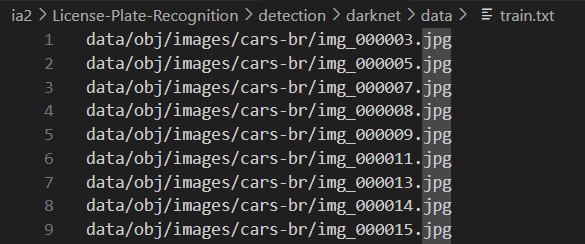 ia2 > License-Plate-Recognition > detection > darknet > data > train.txt
1 data/obj/images/cars-br/img_000003.jpg
2 data/obj/images/cars-br/img_000005.jpg
3 data/obj/images/cars-br/img_000007.jpg
4 data/obj/images/cars-br/img_000008.jpg
5 data/obj/images/cars-br/img_000009.jpg
6 data/obj/images/cars-br/img_000011.jpg
7 data/obj/images/cars-br/img_000013.jpg
8 data/obj/images/cars-br/img_000014.jpg
9 data/obj/images/cars-br/img_000015.jpg